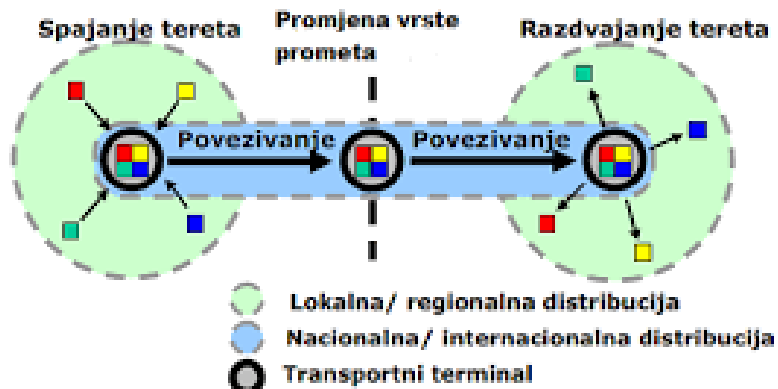 Spajanje tereta
Promjena vrste
prometa
Razdvajanje tereta
Povezivanje
Povezivanje
Lokalna/ regionalna distribucija
Nacionalna/ internacionalna distribucija
Transportni terminal